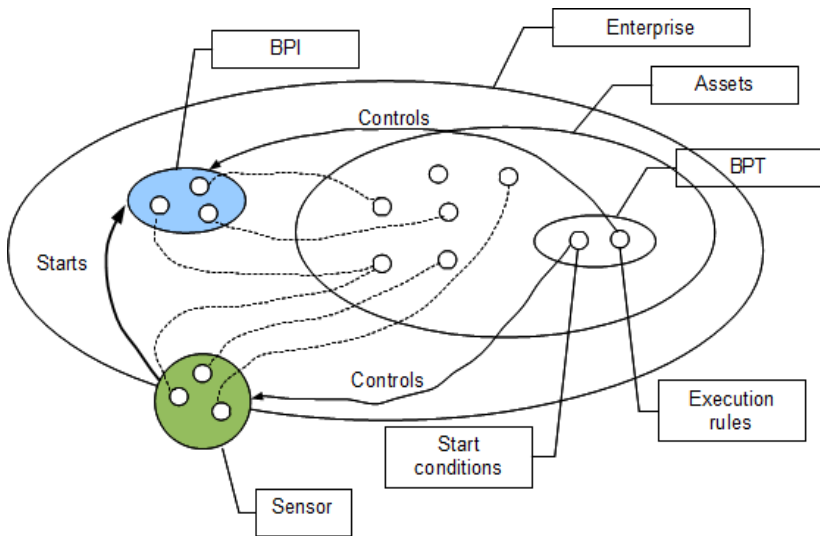 Enterprise
BPI
Assets
Controls
BPT
Starts
Controls
Execution
rules
Start
conditions
Sensor